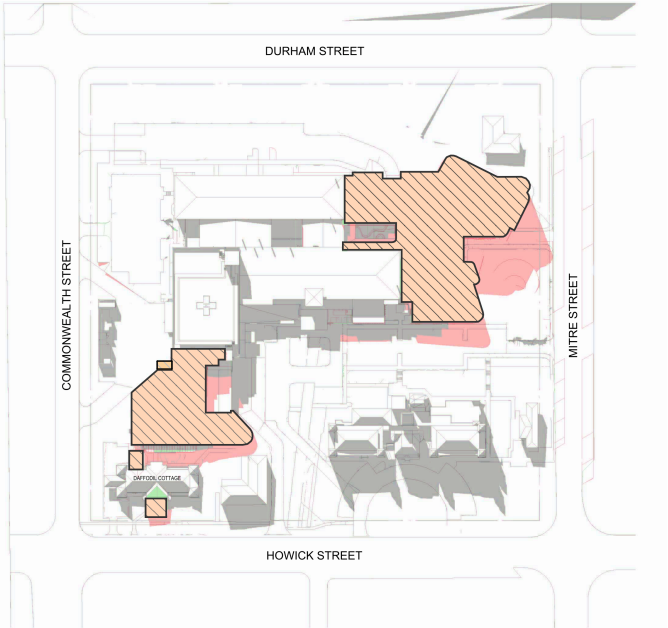 DURHAM STREET
COMMONWEALTH STREET
MITRE STREET
DAFFODIL COTTAGE
HOWICK STREET